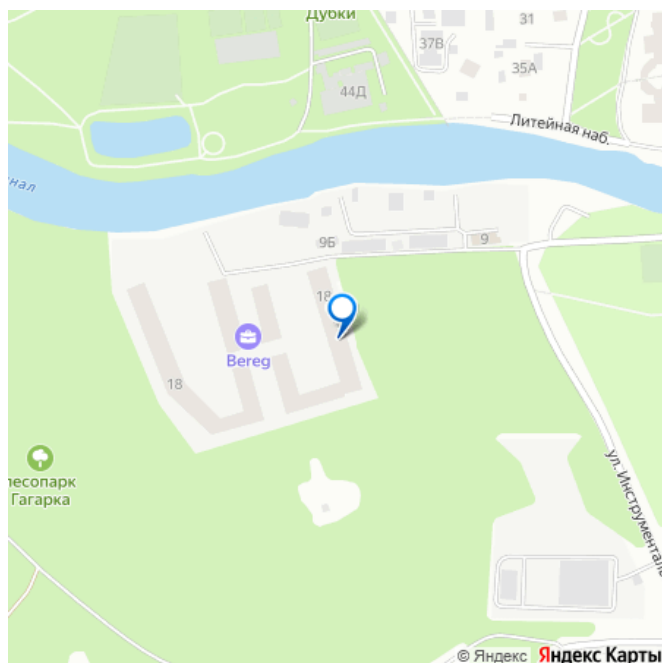 Дубки
31
37В
35А
44Д
Литейная наб.
нал
9Б
9
18
Bereg
18
лесопарк
Гагарка
ул. Инструменталь
© Яндекс Яндекс Карты